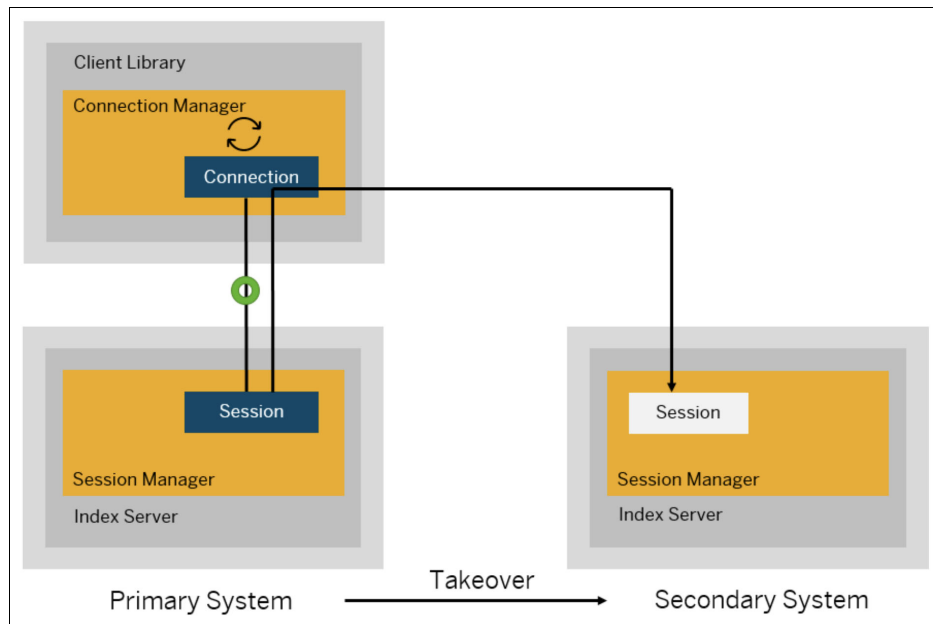 Client Library
Connection Manager
Connection
Session
Session Manager
Index Server
Session
Session Manager
Index Server
Primary System
Takeover
Secondary System